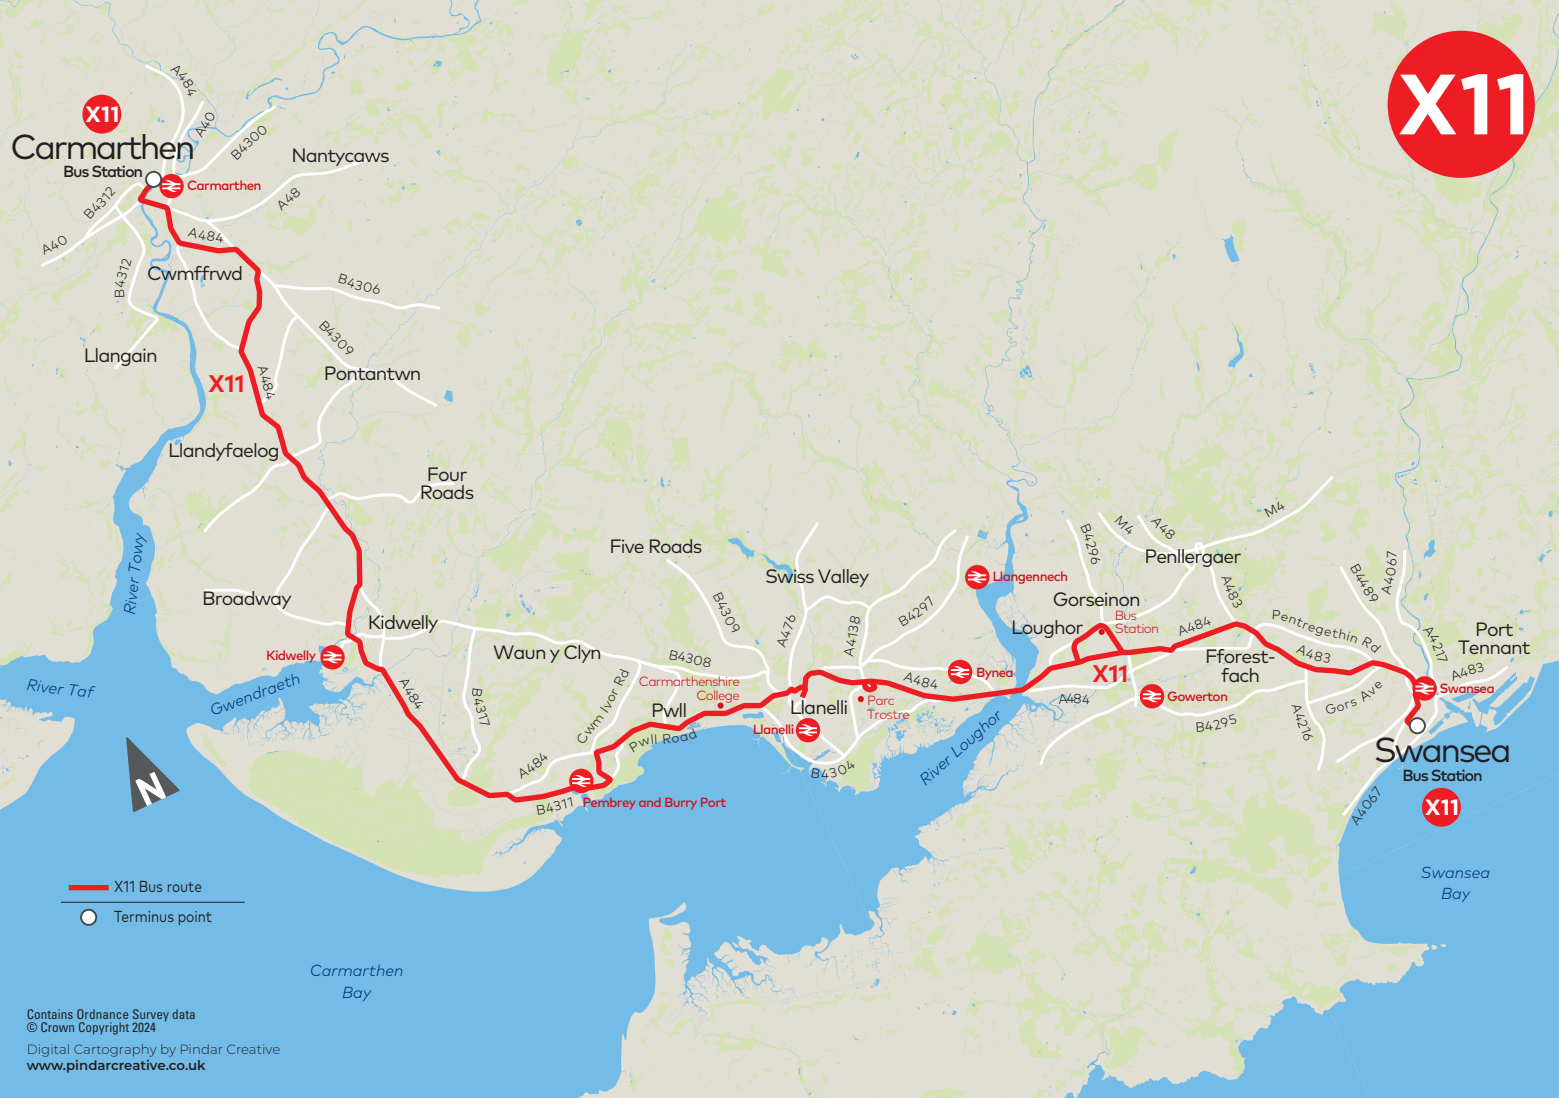 X11
X11
Carmarthen
Bus Station
Carmarthen
A484
A40
B4300
Nantycaws
A48
B4312
A40
A484
B4312
Cwmffrwd
B4306
B4309
Llangain
X11
A484
Pontantwn
Llandyfaelog
Four
Roads
River Towy
Broadway
Kidwelly
Kidwelly
River Taf
Gwendraeth
A484
B4317
Waun y Clyn
Five Roads
B4309
B4308
Cwm Ivor Rd
Carmarthenshire
College
Pwll
Pwll Road
A484
B4311
Pembrey and Burry Port
Swiss Valley
A476
A4138
B4297
Llangennech
Llanelli
Llanelli
B4304
Parc
Trostre
A484
Bynea
River Loughor
B4296
M4
A48
M4
Penllergaer
Gorseinon
Loughor
Bus
Station
X11
A484
A484
A483
Gowerton
B4295
Fforest-
fach
Pentregethin Rd
A483
A4216
Gors Ave
B4489
A4067
A4217
Port
Tennant
A483
Swansea
Swansea
Bus Station
X11
A4067
Swansea
Bay
N
X11 Bus route
Terminus point
Carmarthen
Bay
Contains Ordnance Survey data
© Crown Copyright 2024
Digital Cartography by Pindar Creative
www.pindarcreative.co.uk